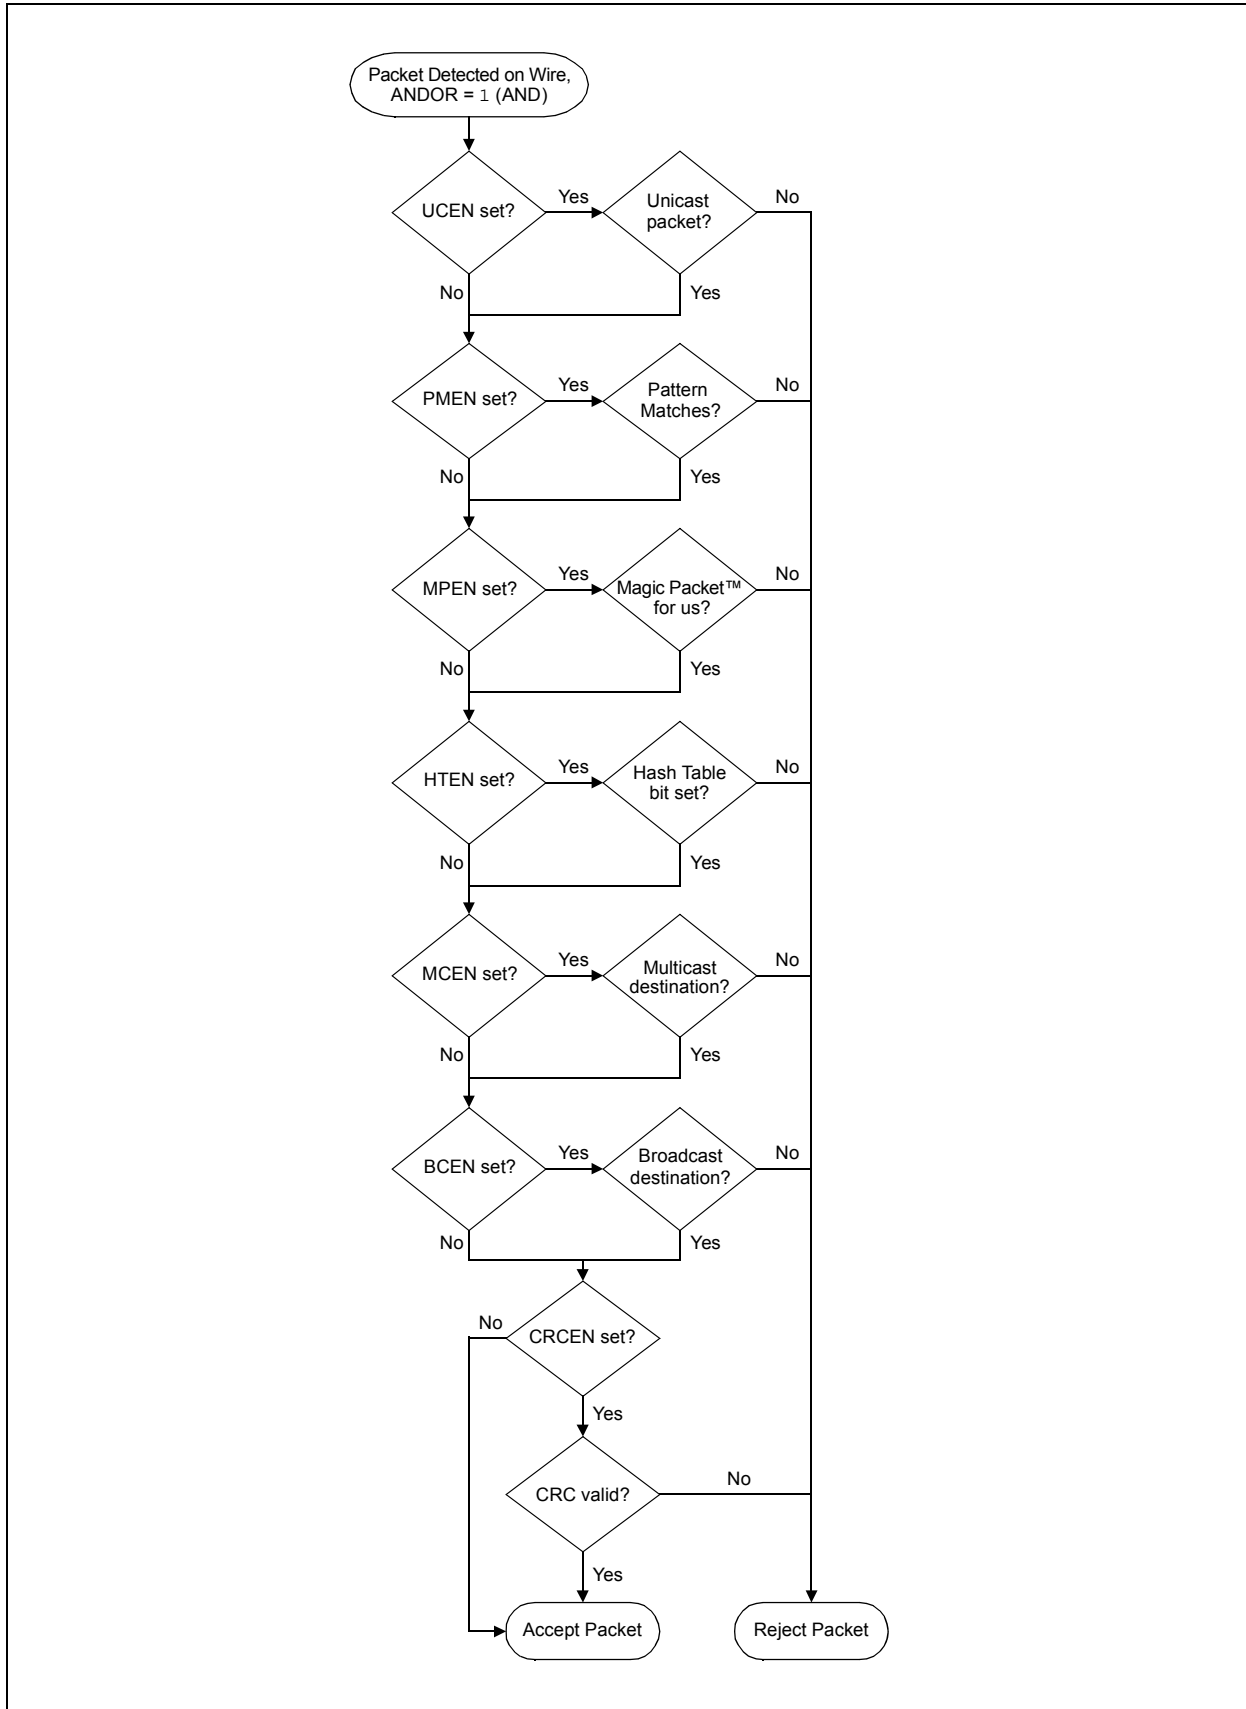 Packet Detected on Wire,
ANDOR = 1 (AND)
UCEN set?
Yes
Unicast
packet?
No
No
Yes
PMEN set?
Yes
Pattern
Matches?
No
No
Yes
MPEN set?
Yes
Magic Packet™
for us?
No
No
Yes
HTEN set?
Yes
Hash Table
bit set?
No
No
Yes
MCEN set?
Yes
Multicast
destination?
No
No
Yes
BCEN set?
Yes
Broadcast
destination?
No
No
Yes
No
CRCEN set?
Yes
CRC valid?
No
Yes
Accept Packet
Reject Packet